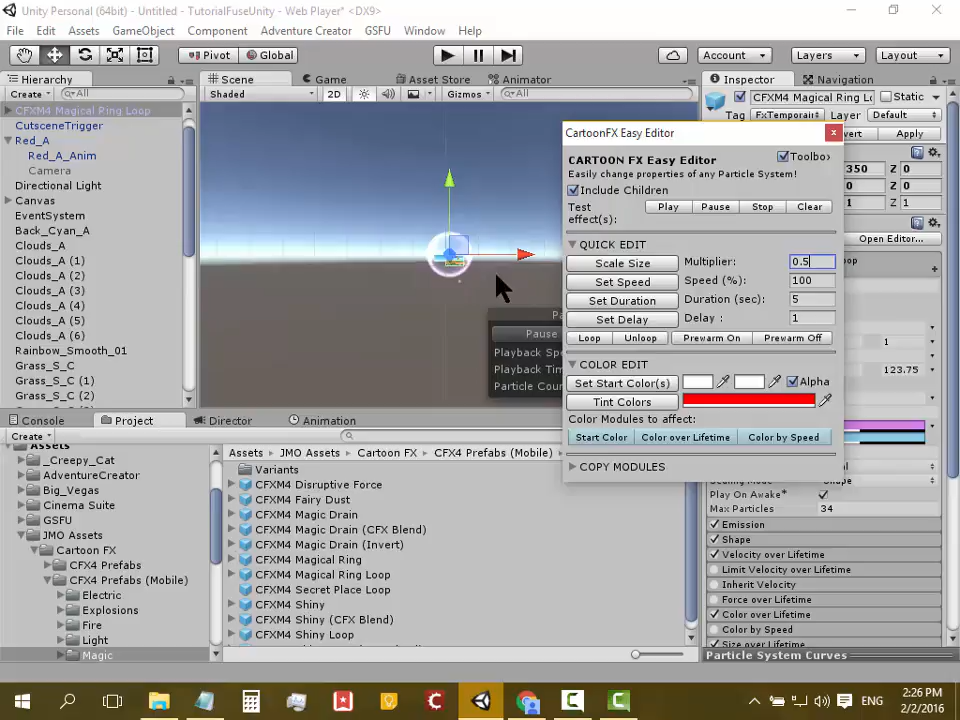 Unity Personal (64bit) - Untitled - TutorialFuseUnity - Web Player* <DX9>
File Edit Assets GameObject Component Adventure Creator GSFU Window Help
Pivot Global Account Layers Layout
Hierarchy Scene Game Asset Store Animator Inspector Navigation
Create All Shaded 2D Gizmos All
CFXM4 Magical Ring Loop
CutsceneTrigger
Red_A
Red_A_Anim
Camera
Directional Light
Canvas
EventSystem
Back_Cyan_A
Clouds_A
Clouds_A (1)
Clouds_A (2)
Clouds_A (3)
Clouds_A (4)
Clouds_A (5)
Clouds_A (6)
Rainbow_Smooth_01
Grass_S_C
Grass_S_C (1)
Grass_S_C (2)
Pause
Playback Spe
Playback Time
Particle Coun
CartoonFX Easy Editor
x
CARTOON FX Easy Editor Toolbox
Easily change properties of any Particle System!
Include Children
Test effect(s): Play Pause Stop Clear
QUICK EDIT
Scale Size Multiplier: 0.5
Set Speed Speed (%): 100
Set Duration Duration (sec): 5
Set Delay Delay : 1
Loop Unloop Prewarm On Prewarm Off
COLOR EDIT
Set Start Color(s) Alpha
Tint Colors
Color Modules to affect:
Start Color Color over Lifetime Color by Speed
COPY MODULES
CFXM4 Magical Ring Lo Static
Tag FxTemporai Layer Default
vert Apply
350 Z 0
0 Z 0
1 Z 1
Open Editor...
oop
1
123.75
Play On Awake*
Max Particles 34
Emission
Shape
Velocity over Lifetime
Limit Velocity over Lifetime
Inherit Velocity
Force over Lifetime
Color over Lifetime
Color by Speed
Size over Lifetime
Particle System Curves
Console Project Director Animation
Create
Assets
_Creepy_Cat
AdventureCreator
Big_Vegas
Cinema Suite
GSFU
JMO Assets
Cartoon FX
CFX4 Prefabs
CFX4 Prefabs (Mobile)
Electric
Explosions
Fire
Light
Magic
Assets JMO Assets Cartoon FX CFX4 Prefabs (Mobile)
Variants
CFXM4 Disruptive Force
CFXM4 Fairy Dust
CFXM4 Magic Drain
CFXM4 Magic Drain (CFX Blend)
CFXM4 Magic Drain (Invert)
CFXM4 Magical Ring
CFXM4 Magical Ring Loop
CFXM4 Secret Place Loop
CFXM4 Shiny
CFXM4 Shiny (CFX Blend)
CFXM4 Shiny Loop
ENG 2:26 PM
2/2/2016